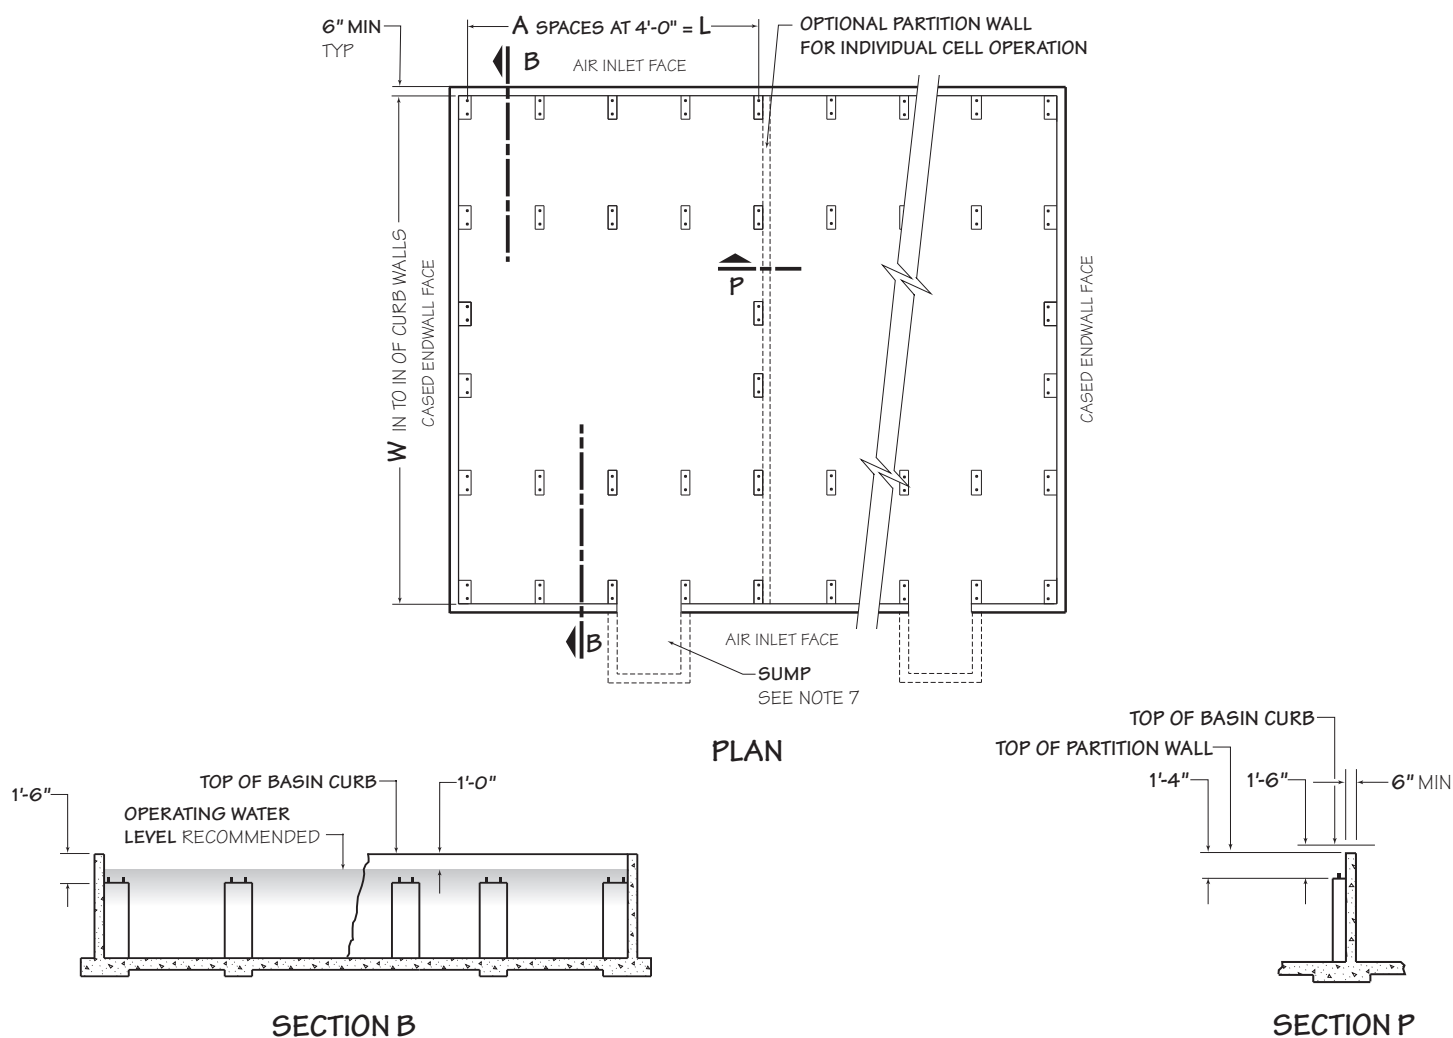 6" MIN
TYP
A SPACES AT 4'-0" = L
OPTIONAL PARTITION WALL
FOR INDIVIDUAL CELL OPERATION
B
AIR INLET FACE
W IN TO IN OF CURB WALLS
CASED ENDWALL FACE
P
CASED ENDWALL FACE
B
AIR INLET FACE
SUMP
SEE NOTE 7
PLAN
1'-6"
TOP OF BASIN CURB
1'-0"
OPERATING WATER
LEVEL RECOMMENDED
SECTION B
TOP OF BASIN CURB
TOP OF PARTITION WALL
1'-4"
1'-6"
6" MIN
SECTION P